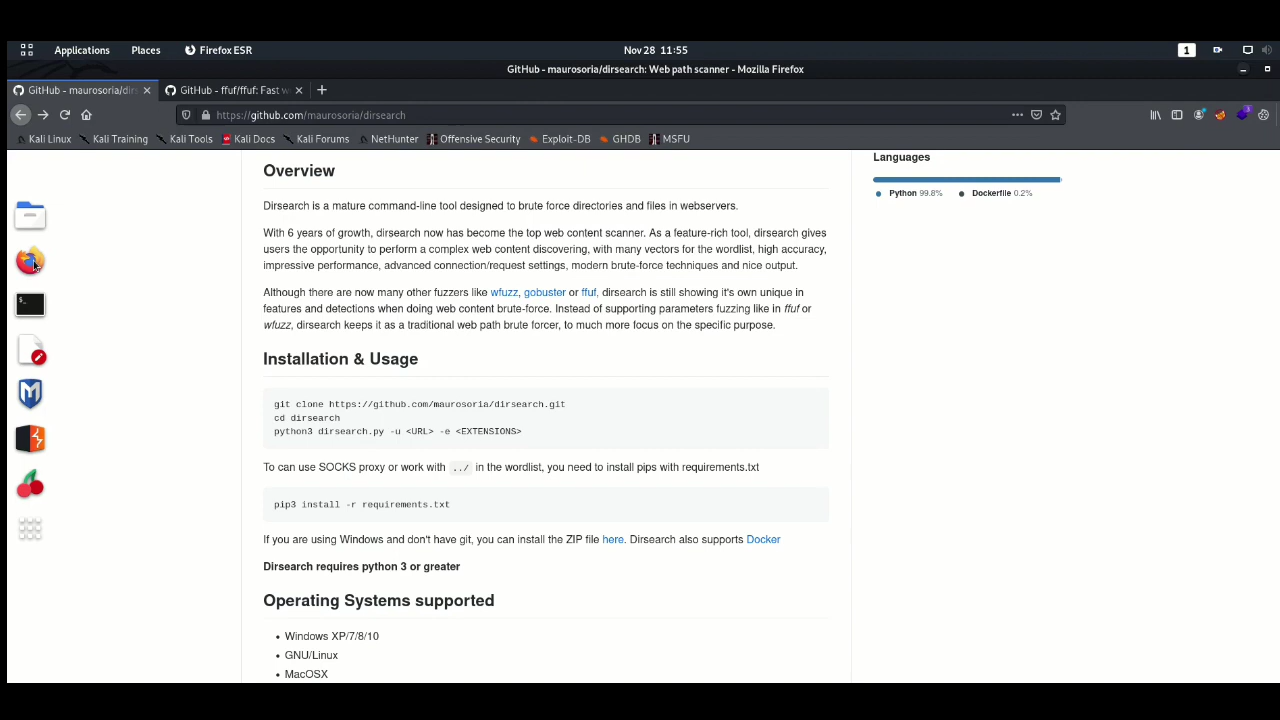 Applications Places Firefox ESR Nov 28 11:55 1
GitHub - maurosoria/dirsearch: Web path scanner - Mozilla Firefox
GitHub - maurosoria/dir GitHub - ffuf/ffuf: Fast w
https://github.com/maurosoria/dirsearch
Kali Linux Kali Training Kali Tools Kali Docs Kali Forums NetHunter Offensive Security Exploit-DB GHDB MSFU
Overview
Dirsearch is a mature command-line tool designed to brute force directories and files in webservers.
With 6 years of growth, dirsearch now has become the top web content scanner. As a feature-rich tool, dirsearch gives
users the opportunity to perform a complex web content discovering, with many vectors for the wordlist, high accuracy,
impressive performance, advanced connection/request settings, modern brute-force techniques and nice output.
Although there are now many other fuzzers like wfuzz, gobuster or ffuf, dirsearch is still showing it's own unique in
features and detections when doing web content brute-force. Instead of supporting parameters fuzzing like in ffuf or
wfuzz, dirsearch keeps it as a traditional web path brute forcer, to much more focus on the specific purpose.
Installation & Usage
git clone https://github.com/maurosoria/dirsearch.git
cd dirsearch
python3 dirsearch.py -u <URL> -e <EXTENSIONS>
To can use SOCKS proxy or work with ../ in the wordlist, you need to install pips with requirements.txt
pip3 install -r requirements.txt
If you are using Windows and don't have git, you can install the ZIP file here. Dirsearch also supports Docker
Dirsearch requires python 3 or greater
Operating Systems supported
• Windows XP/7/8/10
• GNU/Linux
• MacOSX
Languages
Python 99.8% Dockerfile 0.2%